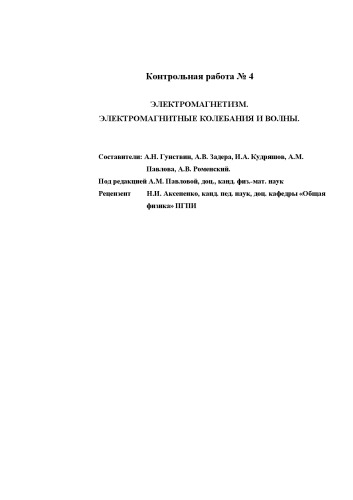 Контрольная работа № 4
ЭЛЕКТРОМАГНЕТИЗМ.
ЭЛЕКТРОМАГНИТНЫЕ КОЛЕБАНИЯ И ВОЛНЫ.
Составители: А.Н. Гунствин, А.В. Задера, И.А. Кудряшов, А.М.
Павлова, А.В. Роменский.
Под редакцией А.М. Павловой, доц., канд. физ.-мат. наук
Рецензент Н.И. Аксененко, канд. пед. наук, доц. кафедры «Общая
физика» ПГПИ